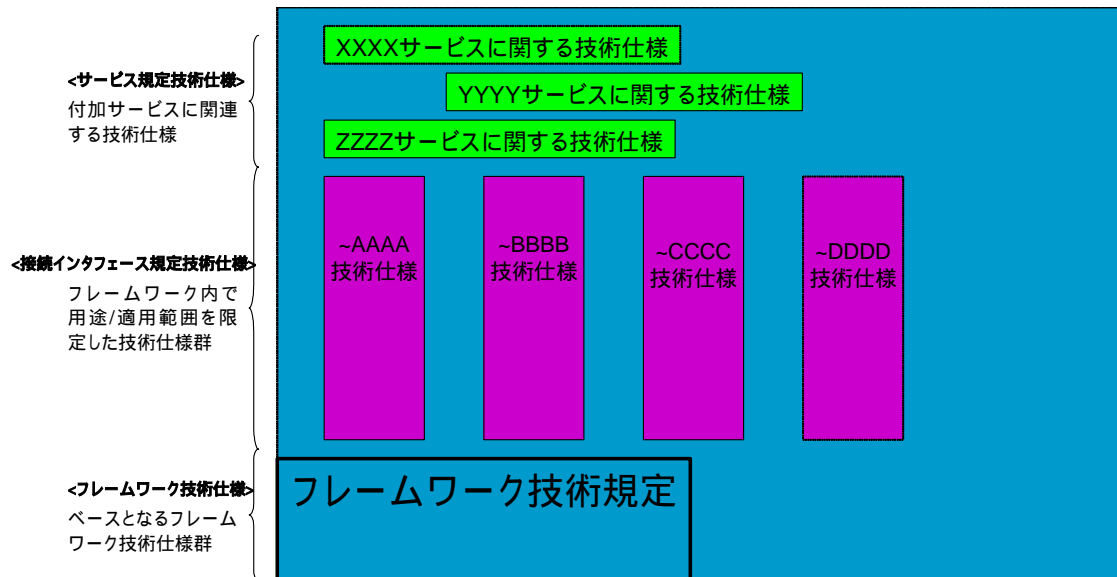 XXXXサービスに関する技術仕様
<サービス規定技術仕様>
付加サービスに関連
する技術仕様
YYYYサービスに関する技術仕様
ZZZZサービスに関する技術仕様
<接続インタフェース規定技術仕様>
フレームワーク内で
用途/適用範囲を限
定した技術仕様群
~AAAA
技術仕様
~BBBB
技術仕様
~CCCC
技術仕様
~DDDD
技術仕様
<フレームワーク技術仕様>
ベースとなるフレーム
ワーク技術仕様群
フレームワーク技術規定